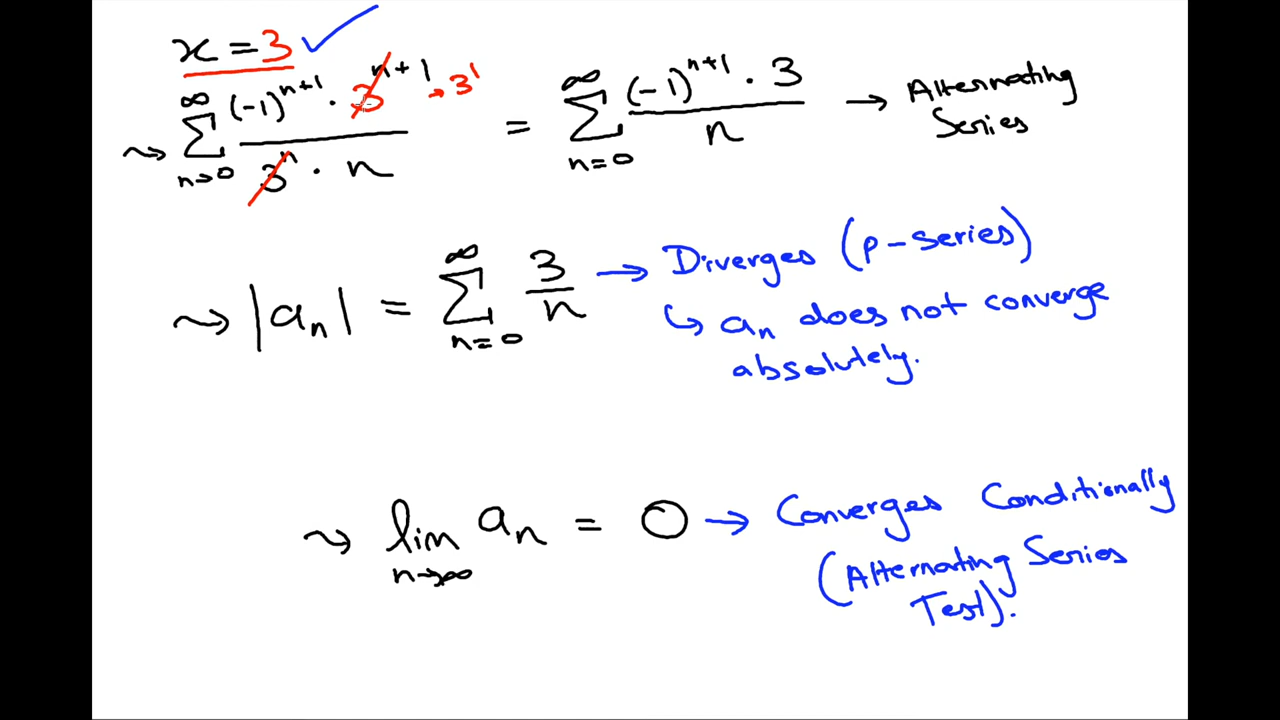 x = 3 ✓
⇝ ∑_{n→0}^{∞} ((-1)^{n+1} · 3^{n+1}) / (3^n · n) → 3^1 = ∑_{n=0}^{∞} ((-1)^{n+1} · 3) / n → Alternating Series
⇝ |a_n| = ∑_{n=0}^{∞} 3/n → Diverges (p-series)
↪ a_n does not converge
absolutely.
⇝ lim_{n→∞} a_n = 0 → Converges Conditionally
(Alternating Series
Test).